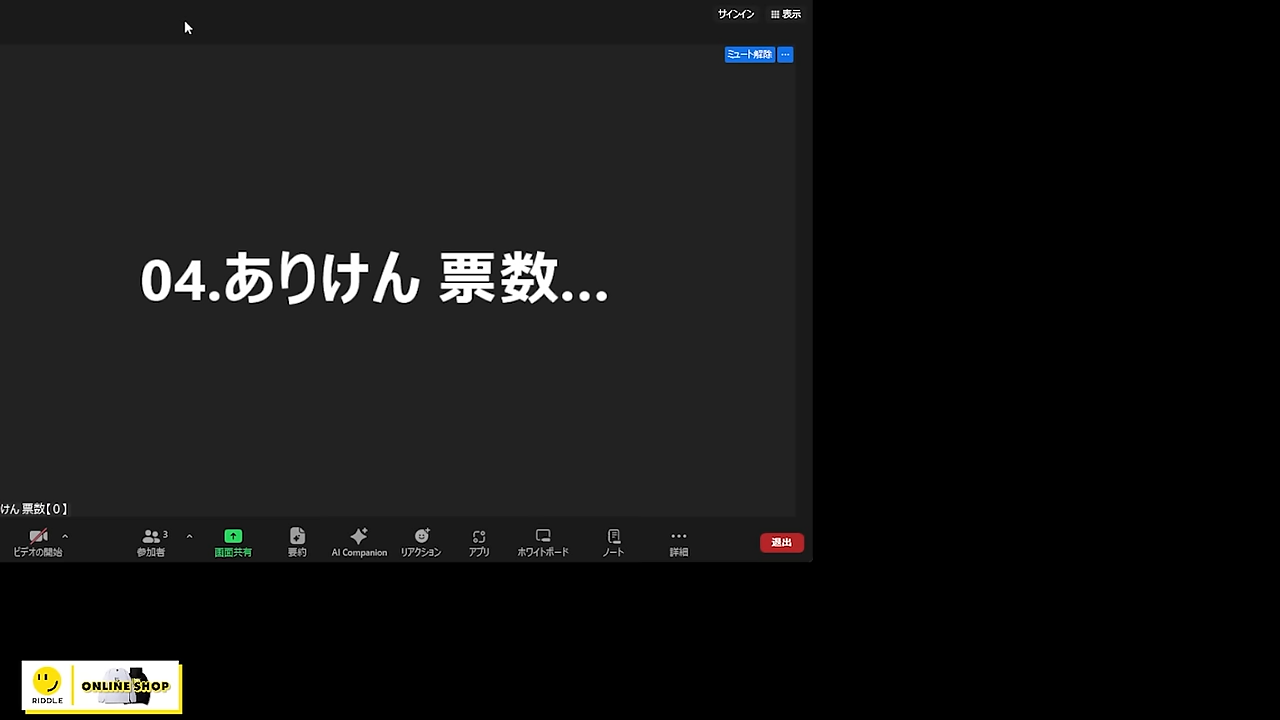 サインイン 表示
ミュート解除 ...
04.ありけん 票数...
けん 票数【0】
ビデオの開始 参加者 3 画面共有 要約 AI Companion リアクション アプリ ホワイトボード ノート 詳細 退出
RIDDLE ONLINE SHOP